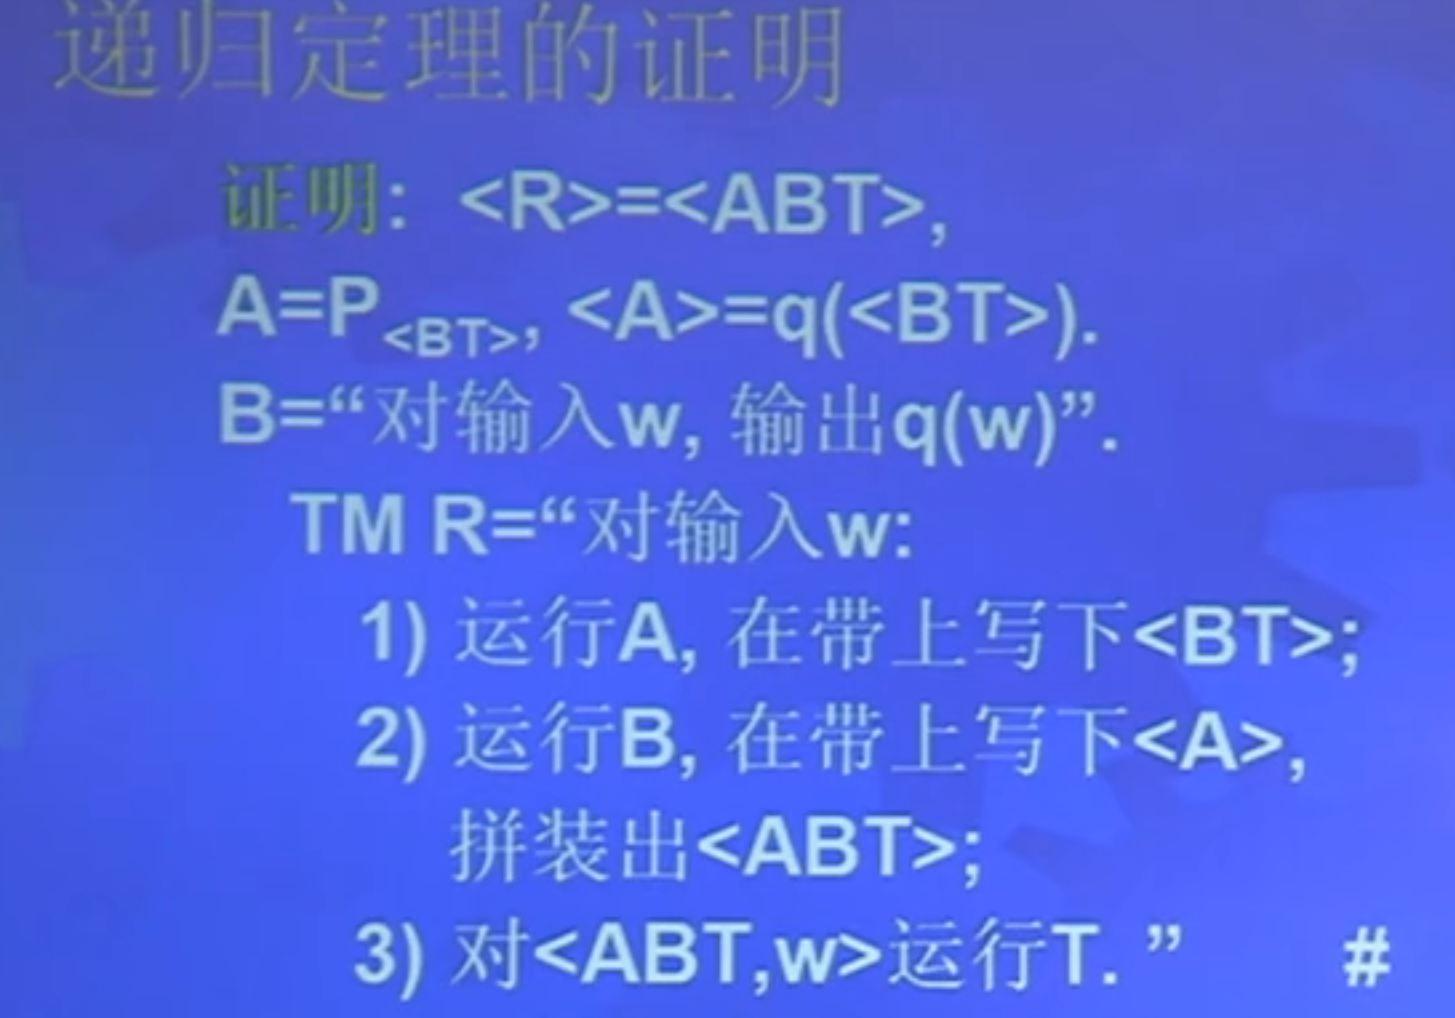 递归定理的证明
证明: <R>=<ABT>,
A=P<BT>, <A>=q(<BT>).
B=“对输入w, 输出q(w)”.
TM R=“对输入w:
1) 运行A, 在带上写下<BT>;
2) 运行B, 在带上写下<A>,
拼装出<ABT>;
3) 对<ABT,w>运行T. ” #